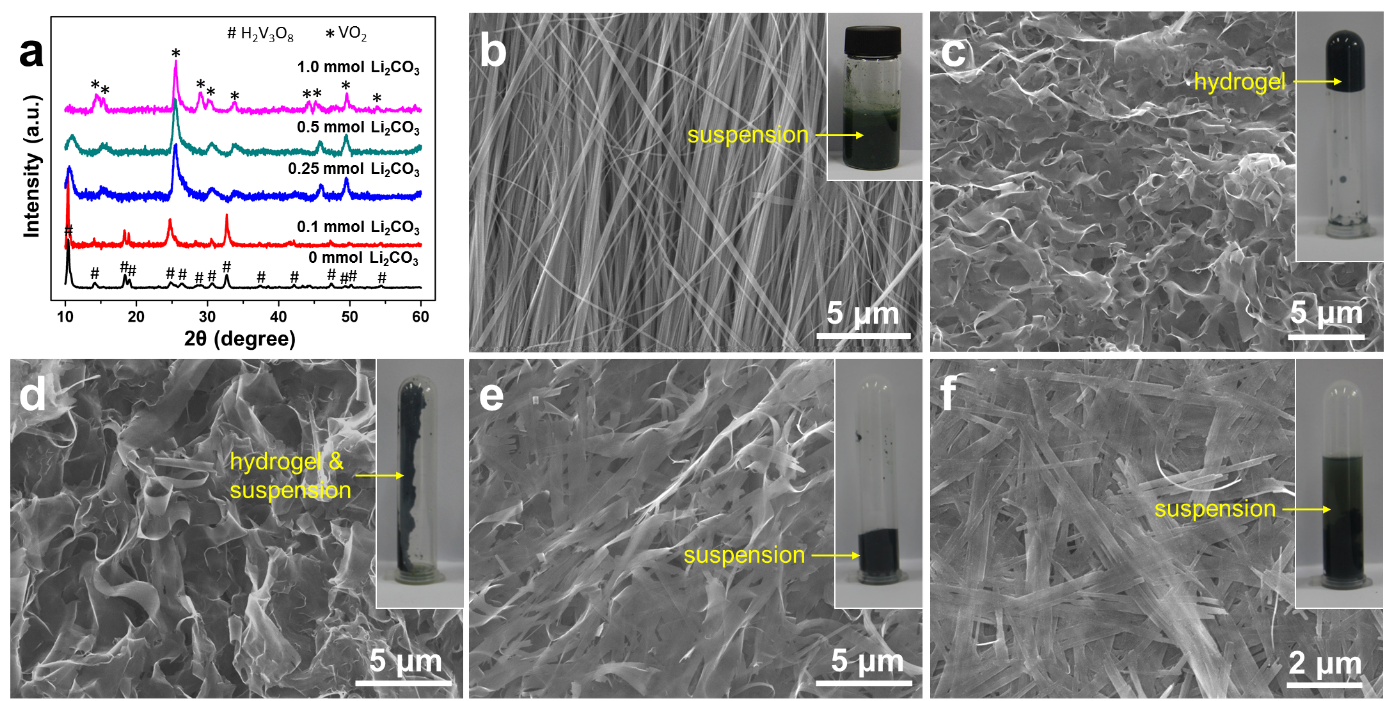 a
# H₂V₃O₈ * VO₂
* * * * * * * * * *
1.0 mmol Li₂CO₃
0.5 mmol Li₂CO₃
0.25 mmol Li₂CO₃
0.1 mmol Li₂CO₃
0 mmol Li₂CO₃
# # # # # # # # # # # # # #
Intensity (a.u.)
10 20 30 40 50 60
2θ (degree)
b
suspension
5 μm
c
hydrogel
5 μm
d
hydrogel &
suspension
5 μm
e
suspension
5 μm
f
suspension
2 μm